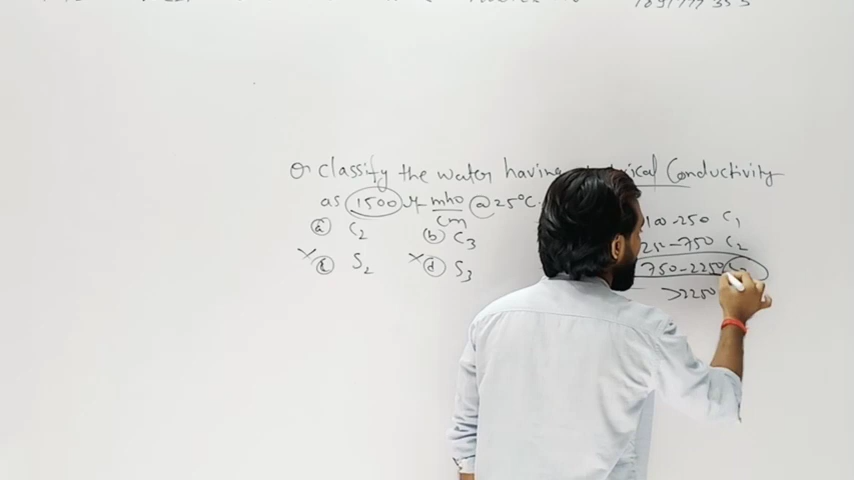 Q classify the water having Conductivity
as 1500 μ mho/cm @ 25°C.
ⓐ C2 ⓑ C3
ⓒ S2 ⓓ S3
100-250 C1
250-750 C2
750-2250 C
>2250